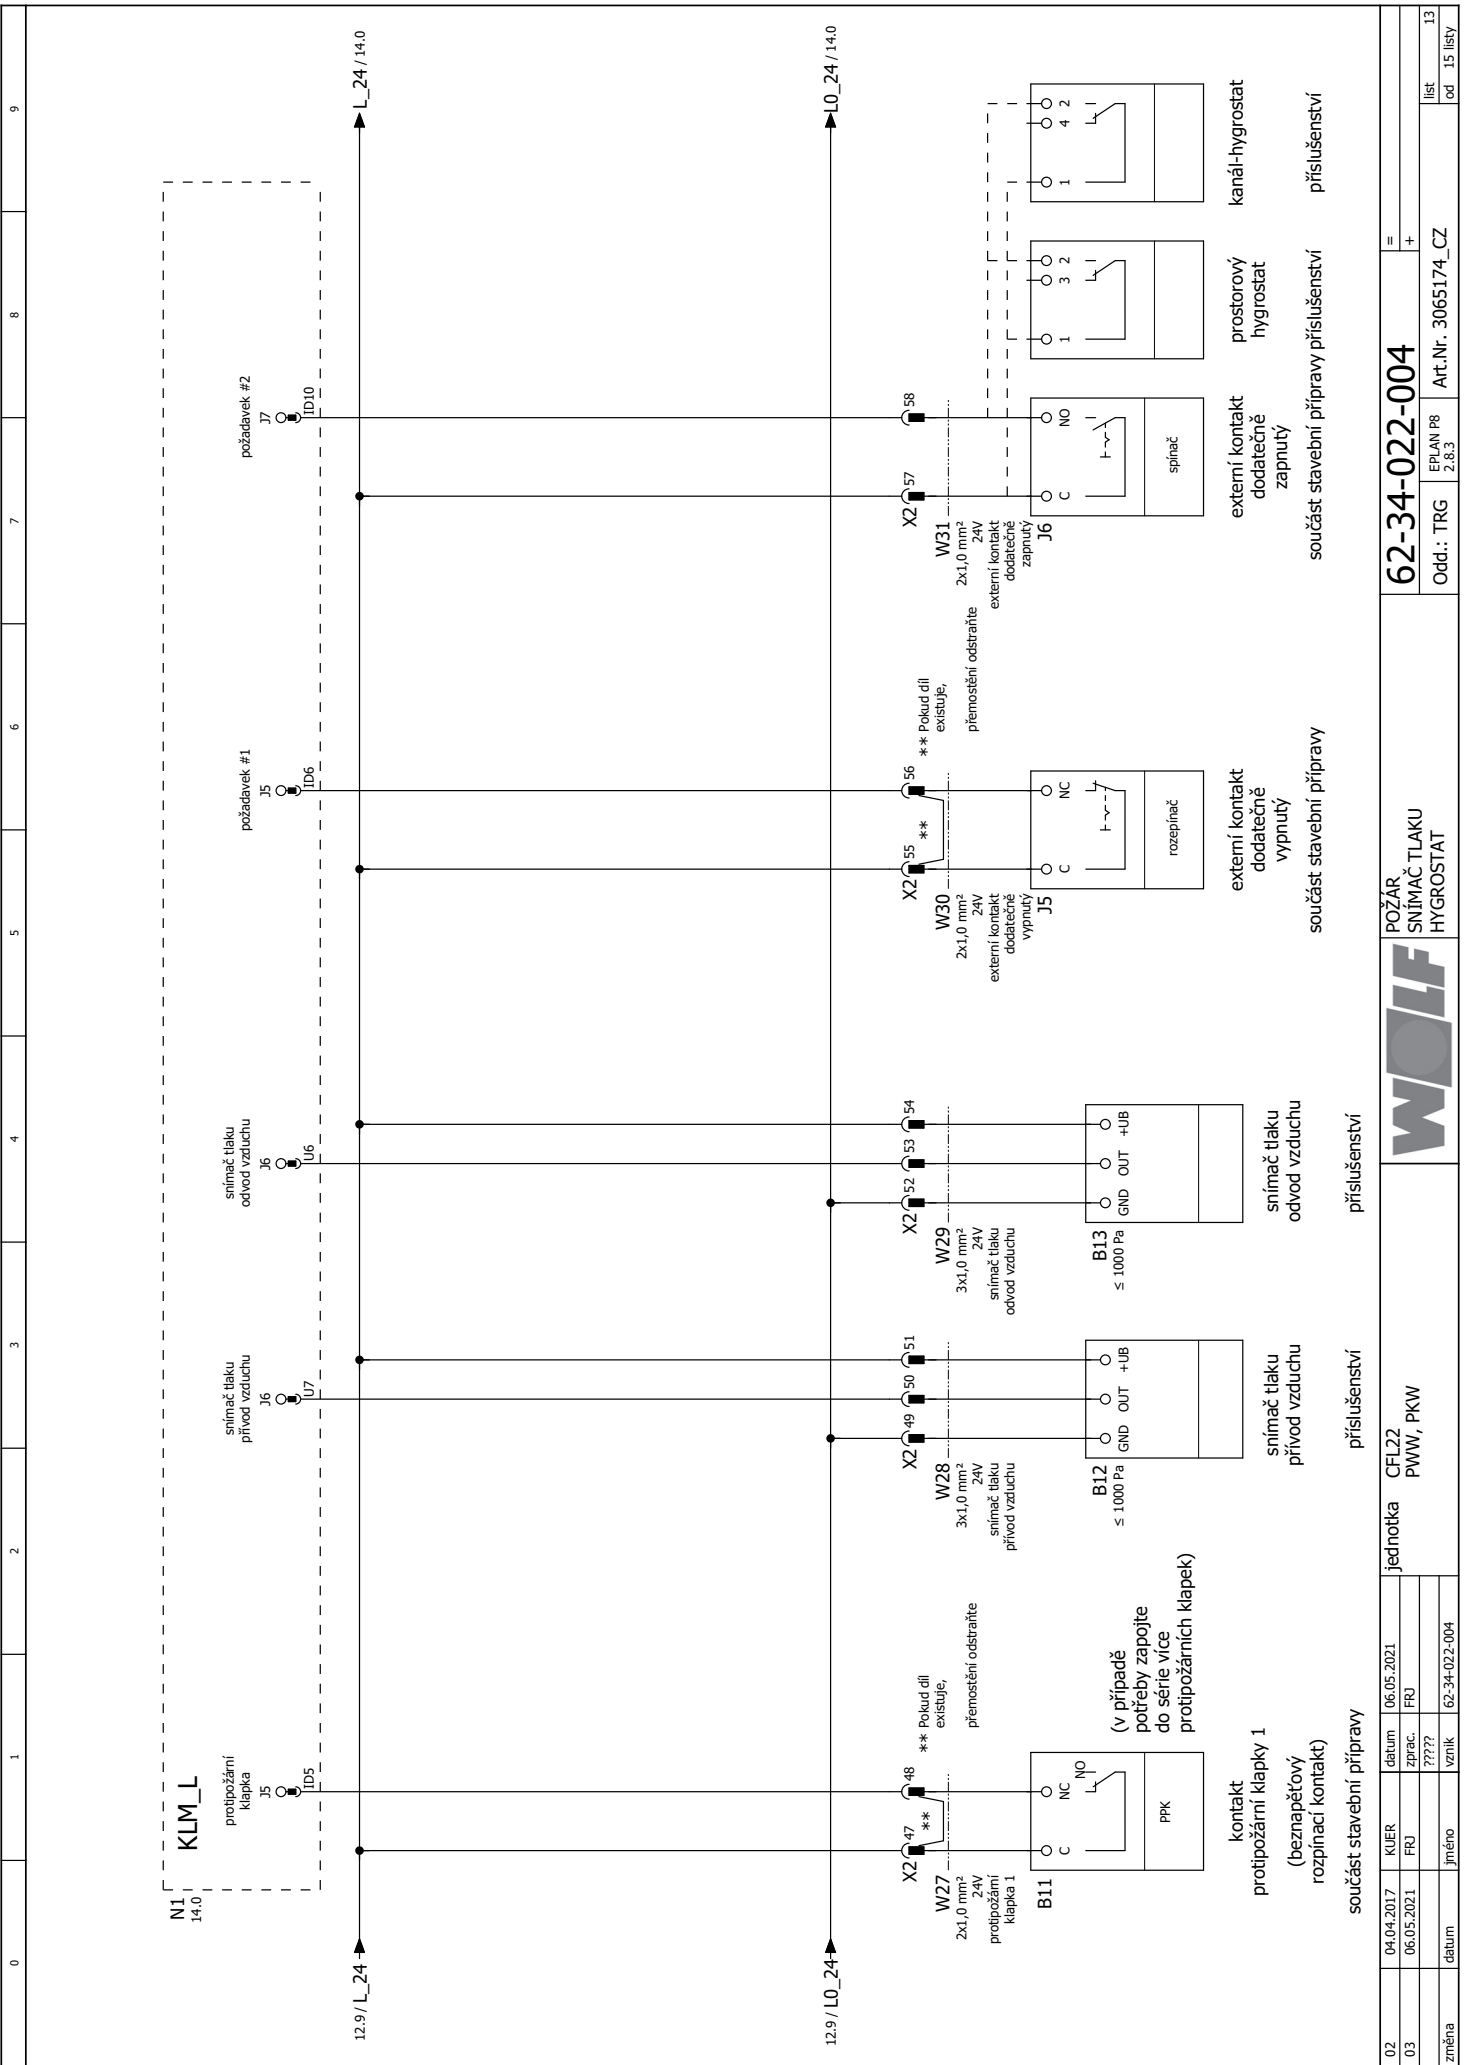 0 1 2 3 4 5 6 7 8 9
N1
14.0
KLM_L
protipožární
klapka
J5
ID5
snímač tlaku
přívod vzduchu
J6
U7
snímač tlaku
odvod vzduchu
J6
U6
požadavek #1
J5
ID6
požadavek #2
J7
ID10
12.9 / L_24
L_24 / 14.0
12.9 / L0_24
L0_24 / 14.0
X2 47 48
**
** Pokud díl
existuje,
přemostění odstraňte
W27
2x1,0 mm²
24V
protipožární
klapka 1
B11
C NC NO
PPK
(v případě
potřeby zapojte
do série více
protipožárních klapek)
kontakt
protipožární klapky 1
(beznapěťový
rozpínací kontakt)
součást stavební přípravy
X2 49 50 51
W28
3x1,0 mm²
24V
snímač tlaku
přívod vzduchu
B12
≤ 1000 Pa
GND OUT +UB
snímač tlaku
přívod vzduchu
příslušenství
X2 52 53 54
W29
3x1,0 mm²
24V
snímač tlaku
odvod vzduchu
B13
≤ 1000 Pa
GND OUT +UB
snímač tlaku
odvod vzduchu
příslušenství
X2 55 56
**
** Pokud díl
existuje,
přemostění odstraňte
W30
2x1,0 mm²
24V
externí kontakt
dodatečně
vypnutý
J5
C NC
rozepínač
externí kontakt
dodatečně
vypnutý
součást stavební přípravy
X2 57 58
W31
2x1,0 mm²
24V
externí kontakt
dodatečně
zapnutý
J6
C NO
spínač
externí kontakt
dodatečně
zapnutý
součást stavební přípravy
1 3 2
prostorový
hygrostat
příslušenství
1 4 2
kanál-hygrostat
příslušenství
02 04.04.2017 KUER datum 06.05.2021
03 06.05.2021 FRJ zprac. FRJ
?????
změna datum jméno vznik 62-34-022-004
jednotka CFL22
PWW, PKW
WOLF
POŽÁR
SNÍMAČ TLAKU
HYGROSTAT
62-34-022-004
=
+
Odd.: TRG
EPLAN P8
2.8.3
Art.Nr. 3065174_CZ
list 13
od 15 listy